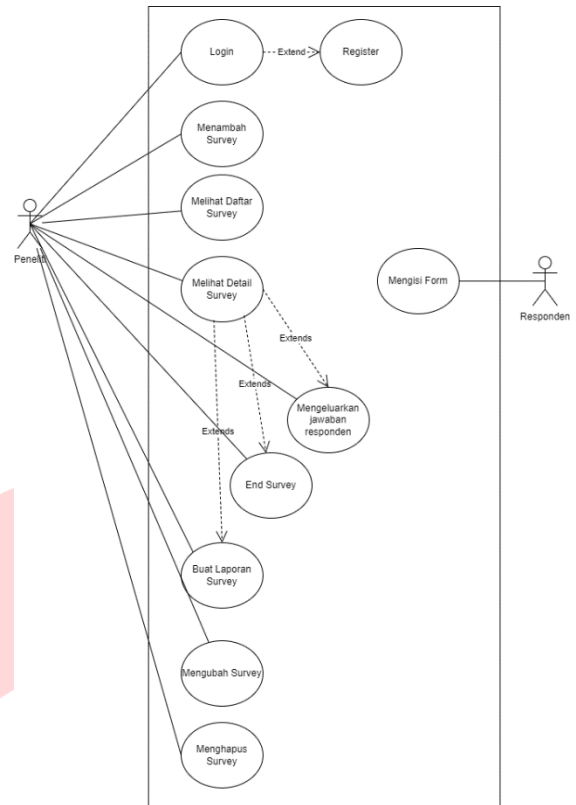 Login
Extend
Register
Menambah
Survey
Melihat Daftar
Survey
Peneliti
Melihat Detail
Survey
Mengisi Form
Responden
Extends
Extends
Mengeluarkan
jawaban
responden
Extends
End Survey
Buat Laporan
Survey
Mengubah Survey
Menghapus
Survey